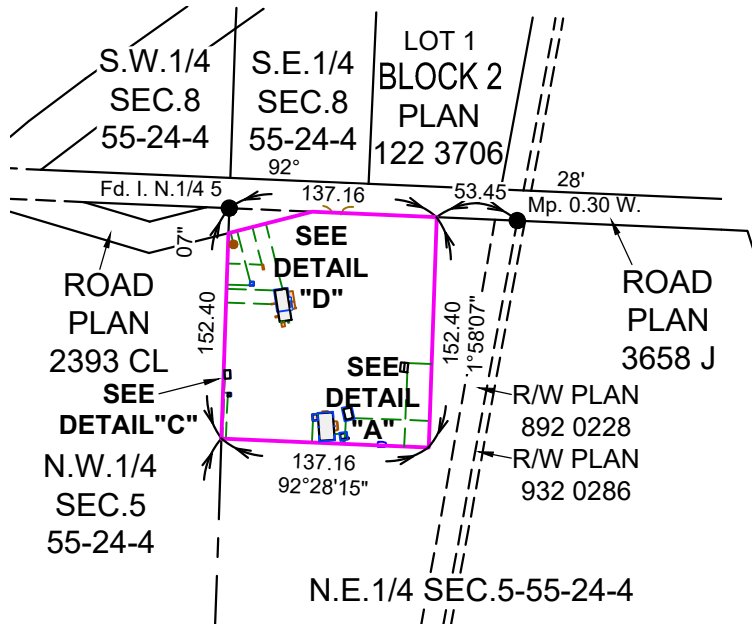 S.W.1/4
SEC.8
55-24-4
S.E.1/4
SEC.8
55-24-4
LOT 1
BLOCK 2
PLAN
122 3706
92°
28'
Fd. I. N.1/4 5
137.16
53.45
Mp. 0.30 W.
07"
SEE
DETAIL
"D"
ROAD
PLAN
2393 CL
ROAD
PLAN
3658 J
152.40
152.40
1°58'07"
SEE
DETAIL"C"
SEE
DETAIL
"A"
R/W PLAN
892 0228
R/W PLAN
932 0286
137.16
92°28'15"
N.W.1/4
SEC.5
55-24-4
N.E.1/4 SEC.5-55-24-4